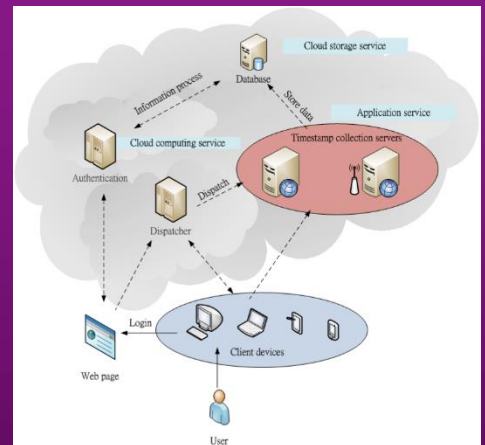 Cloud storage service
Database
Information process
Store data
Application service
Cloud computing service
Timestamp collection servers
Authentication
Dispatch
Dispatcher
Login
Client devices
Web page
User